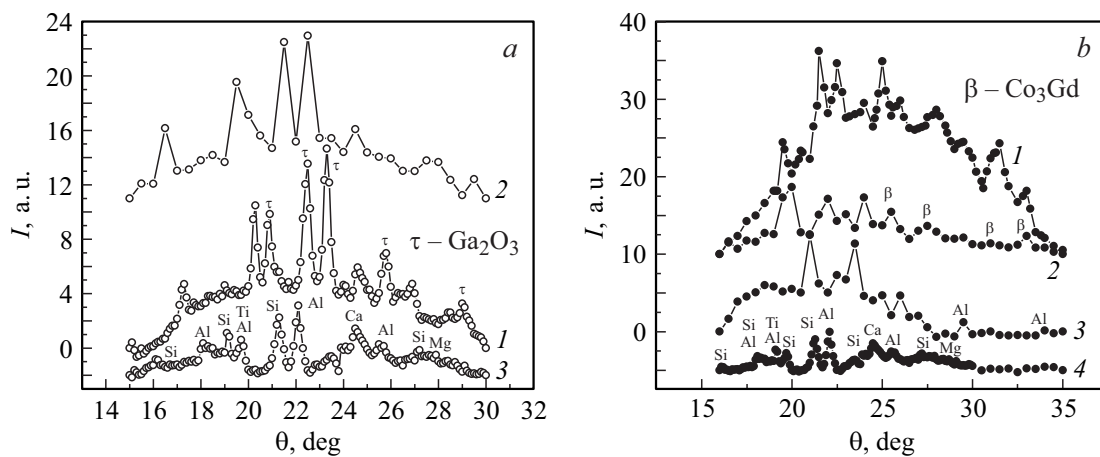 a
24
20
16
12
8
4
0
I, a.u.
2
τ
τ
τ
τ – Ga₂O₃
τ
τ
1
Si
Al
Si
Ti
Al
Si
Al
Ca
Al
Si
Mg
3
14 16 18 20 22 24 26 28 30
θ, deg
b
40
30
20
10
0
I, a.u.
β – Co₃Gd
1
β
β
β
β
2
3
Si
Si
Al
Ti
Al
Si
Si
Al
Si
Ca
Al
Si
Mg
Al
Al
4
15 20 25 30 35
θ, deg